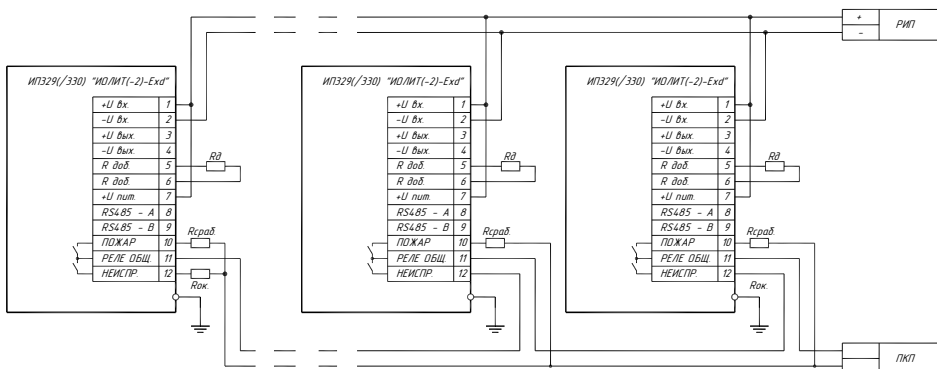 +
РИП
-
ИП329(/330) "ИОЛИТ(-2)-Exd"
+U Вх. 1
-U Вх. 2
+U Вых. 3
-U Вых. 4
R доб. 5
R доб. 6
+U пит. 7
RS485 - A 8
RS485 - B 9
ПОЖАР 10
РЕЛЕ ОБЩ. 11
НЕИСПР. 12
Rд
Rсраб.
Rок.
ИП329(/330) "ИОЛИТ(-2)-Exd"
+U Вх. 1
-U Вх. 2
+U Вых. 3
-U Вых. 4
R доб. 5
R доб. 6
+U пит. 7
RS485 - A 8
RS485 - B 9
ПОЖАР 10
РЕЛЕ ОБЩ. 11
НЕИСПР. 12
Rд
Rсраб.
ИП329(/330) "ИОЛИТ(-2)-Exd"
+U Вх. 1
-U Вх. 2
+U Вых. 3
-U Вых. 4
R доб. 5
R доб. 6
+U пит. 7
RS485 - A 8
RS485 - B 9
ПОЖАР 10
РЕЛЕ ОБЩ. 11
НЕИСПР. 12
Rд
Rсраб.
Rок.
ПКП